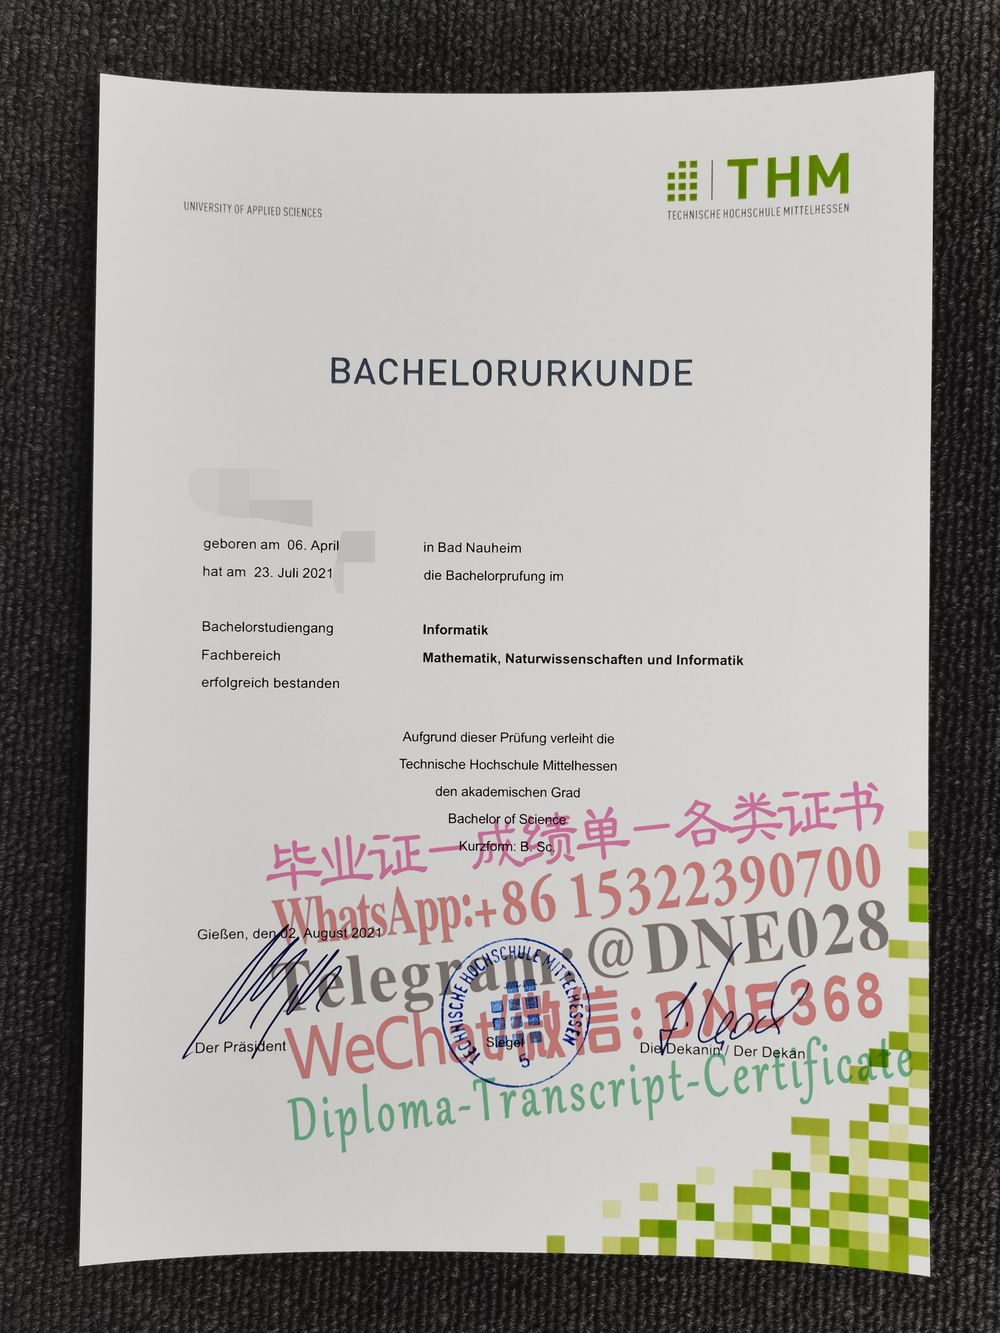 THM
UNIVERSITY OF APPLIED SCIENCES
TECHNISCHE HOCHSCHULE MITTELHESSEN
BACHELORURKUNDE
geboren am 06. April in Bad Nauheim
hat am 23. Juli 2021 die Bachelorprufung im
Bachelorstudiengang Informatik
Fachbereich Mathematik, Naturwissenschaften und Informatik
erfolgreich bestanden
Aufgrund dieser Prüfung verleiht die
Technische Hochschule Mittelhessen
den akademischen Grad
Bachelor of Science
Kurzform: B. Sc.
毕业证—成绩单—各类证书
WhatsApp:+86 15322390700
Gießen, den 02. August 2021
Telegram: @DNE028
TECHNISCHE HOCHSCHULE MITTELHESSEN
WeChat微信: DNE368
Der Präsident Siegel Die Dekanin / Der Dekan
5
Diploma-Transcript-Certificate